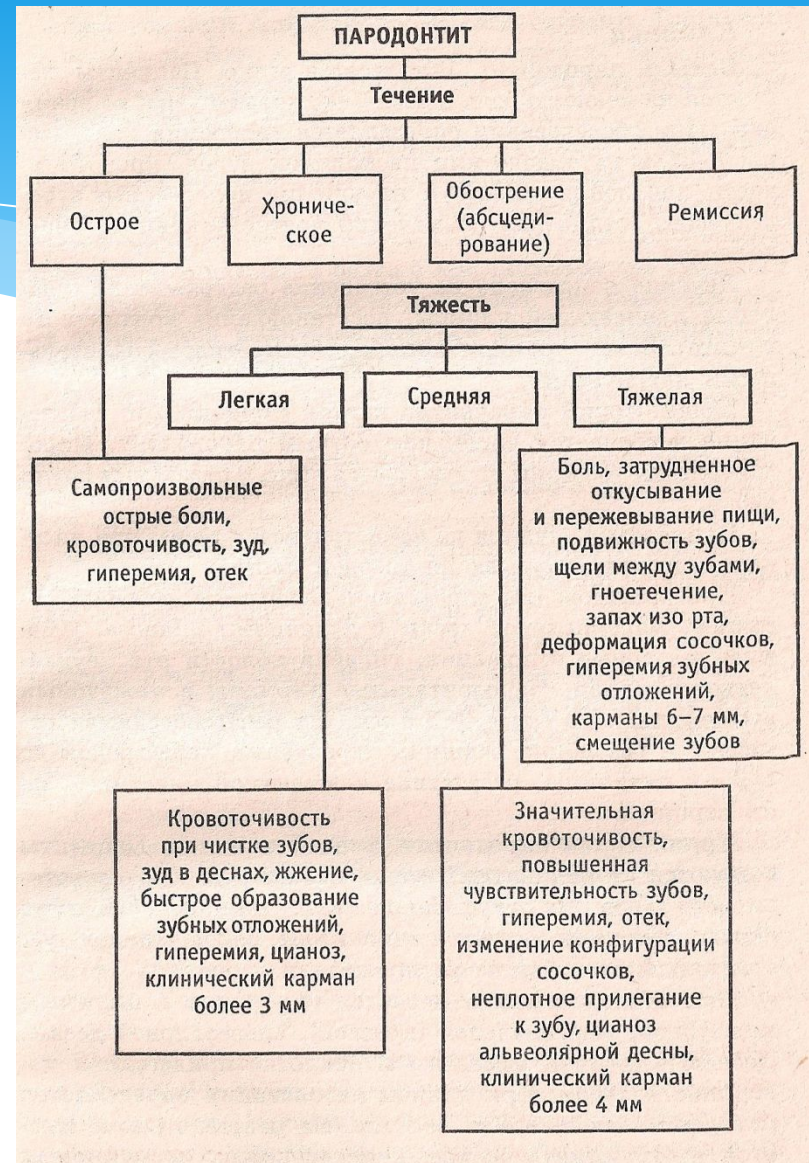 ПАРОДОНТИТ
Течение
Острое
Хрониче-
ское
Обострение
(абсцеди-
рование)
Ремиссия
Тяжесть
Легкая
Средняя
Тяжелая
Самопроизвольные
острые боли,
кровоточивость, зуд,
гиперемия, отек
Боль, затрудненное
откусывание
и пережевывание пищи,
подвижность зубов,
щели между зубами,
гноетечение,
запах изо рта,
деформация сосочков,
гиперемия зубных
отложений,
карманы 6–7 мм,
смещение зубов
Кровоточивость
при чистке зубов,
зуд в деснах, жжение,
быстрое образование
зубных отложений,
гиперемия, цианоз,
клинический карман
более 3 мм
Значительная
кровоточивость,
повышенная
чувствительность зубов,
гиперемия, отек,
изменение конфигурации
сосочков,
неплотное прилегание
к зубу, цианоз
альвеолярной десны,
клинический карман
более 4 мм